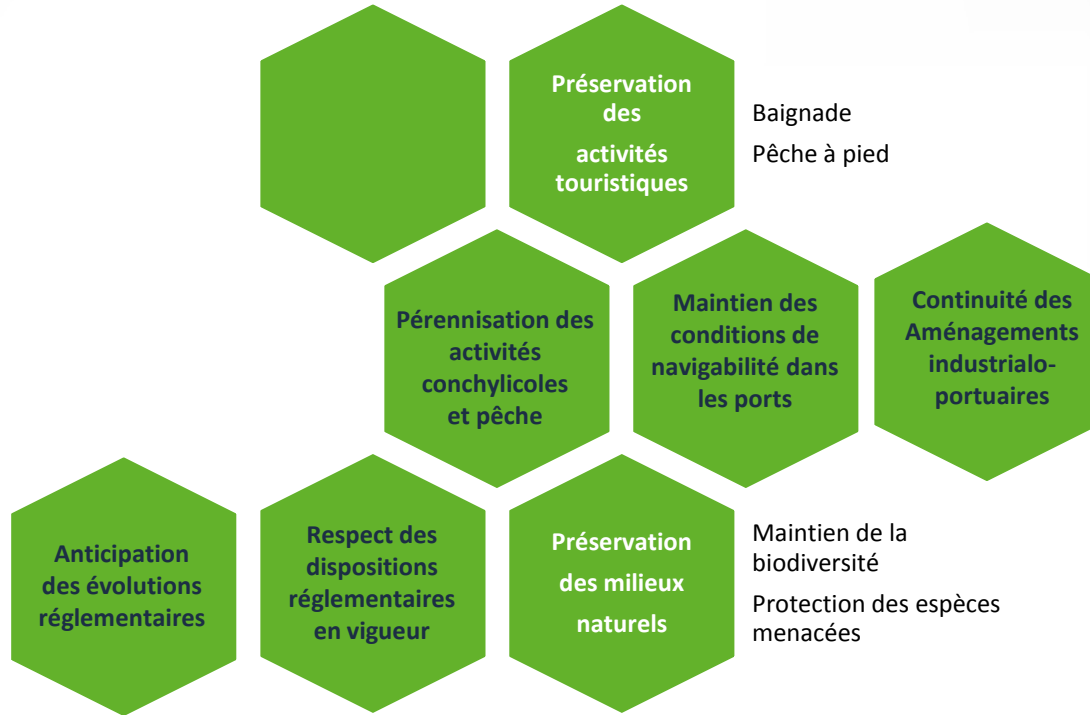 Préservation
des
activités
touristiques
Baignade
Pêche à pied
Pérennisation des
activités
conchylicoles
et pêche
Maintien des
conditions de
navigabilité dans
les ports
Continuité des
Aménagements
industrialo-
portuaires
Anticipation
des évolutions
réglementaires
Respect des
dispositions
réglementaires
en vigueur
Préservation
des milieux
naturels
Maintien de la
biodiversité
Protection des espèces
menacées